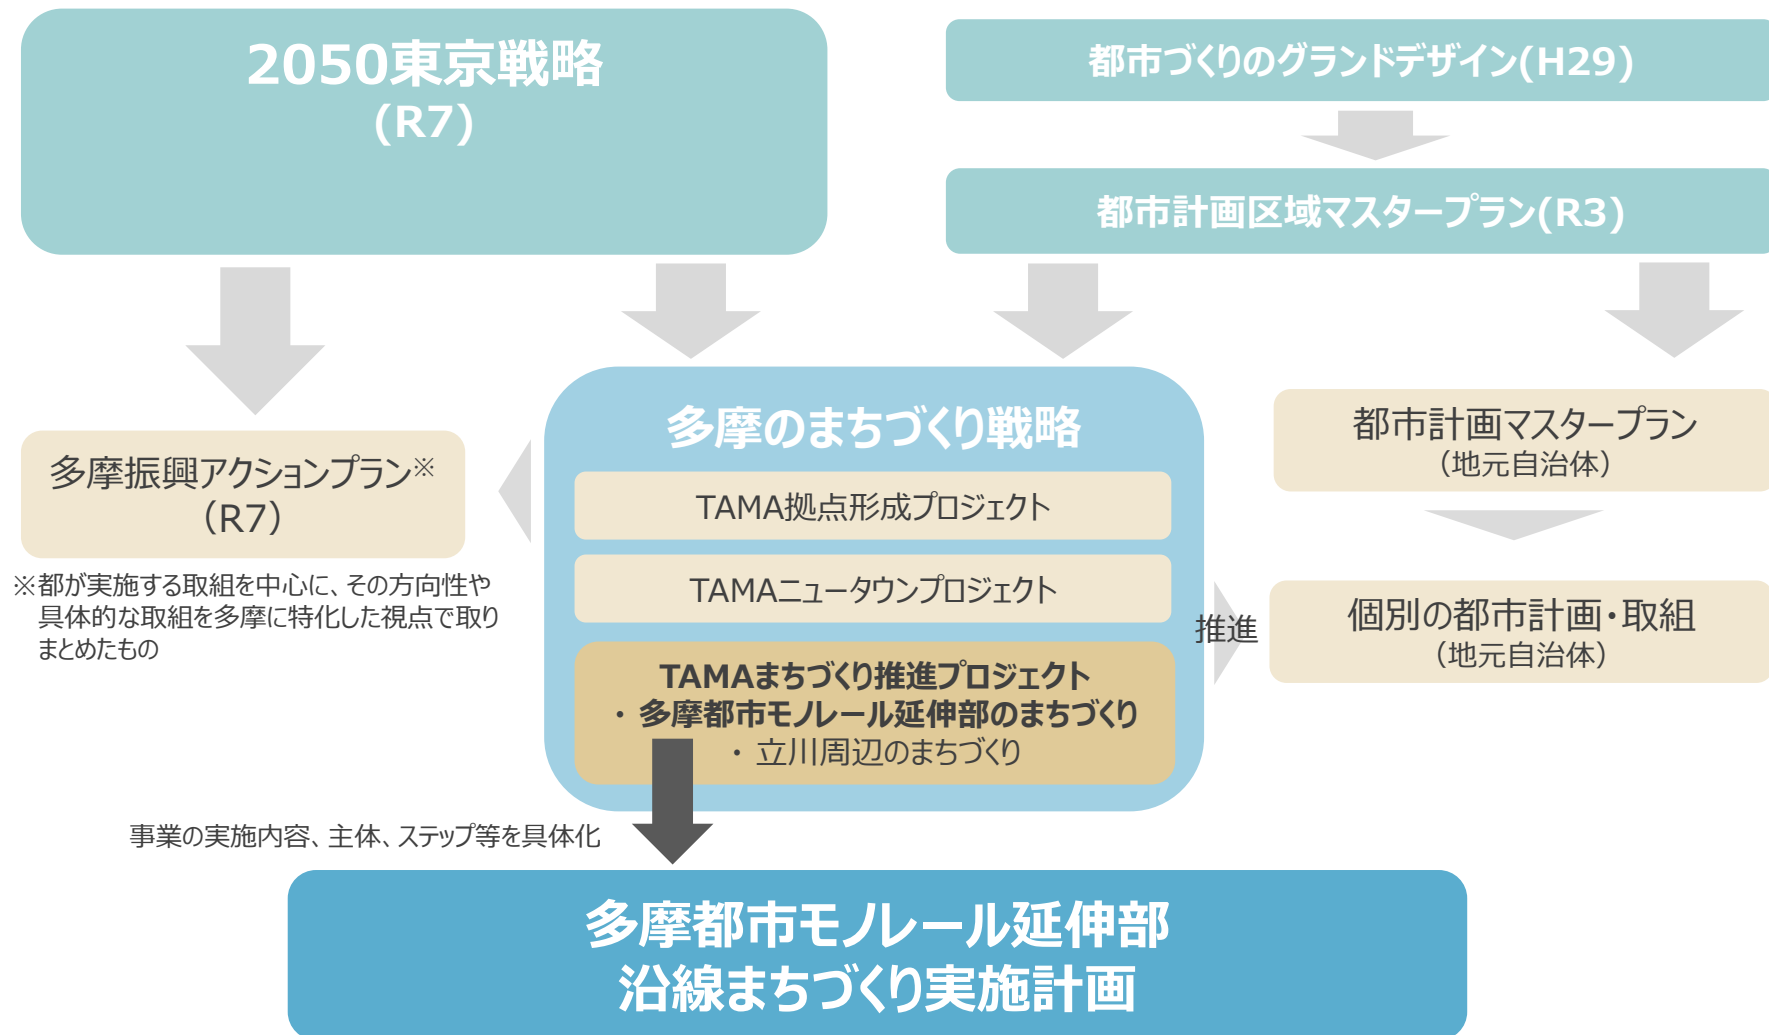 2050東京戦略
(R7)
都市づくりのグランドデザイン(H29)
都市計画区域マスタープラン(R3)
多摩のまちづくり戦略
TAMA拠点形成プロジェクト
TAMAニュータウンプロジェクト
TAMAまちづくり推進プロジェクト
・ 多摩都市モノレール延伸部のまちづくり
・ 立川周辺のまちづくり
多摩振興アクションプラン※
(R7)
※都が実施する取組を中心に、その方向性や
具体的な取組を多摩に特化した視点で取り
まとめたもの
都市計画マスタープラン
(地元自治体)
推進
個別の都市計画・取組
(地元自治体)
事業の実施内容、主体、ステップ等を具体化
多摩都市モノレール延伸部
沿線まちづくり実施計画